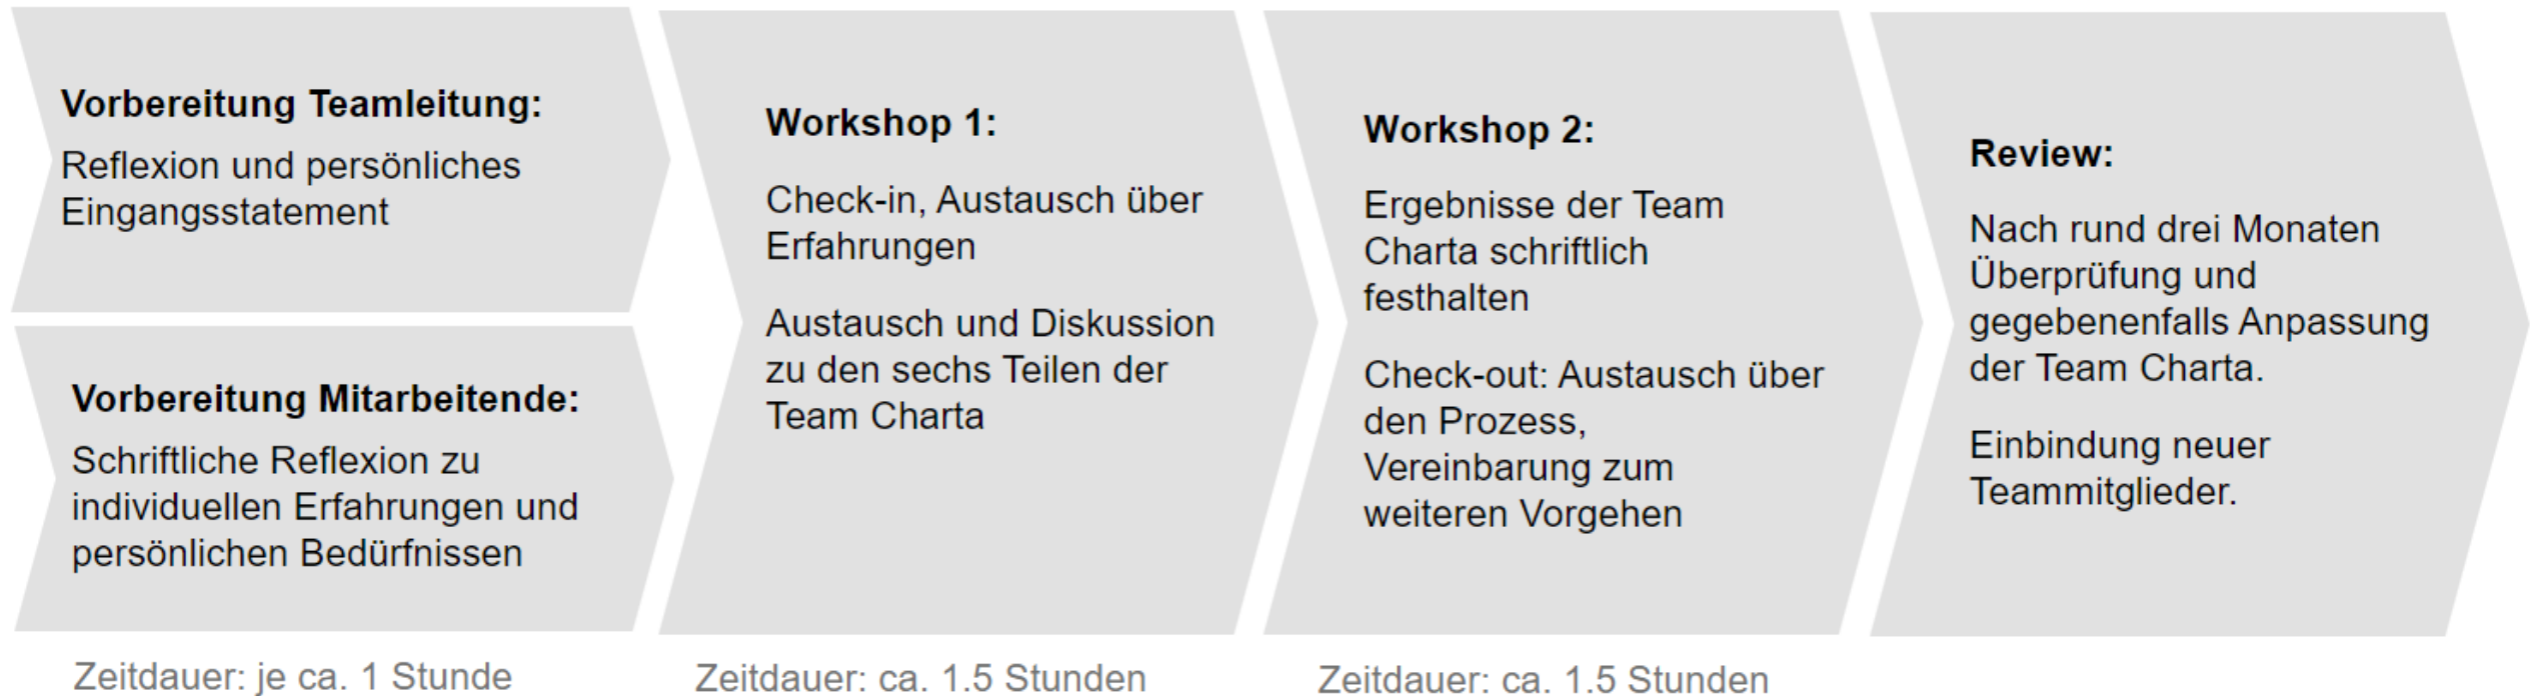 Vorbereitung Teamleitung:
Reflexion und persönliches
Eingangsstatement
Vorbereitung Mitarbeitende:
Schriftliche Reflexion zu
individuellen Erfahrungen und
persönlichen Bedürfnissen
Zeitdauer: je ca. 1 Stunde
Workshop 1:
Check-in, Austausch über
Erfahrungen
Austausch und Diskussion
zu den sechs Teilen der
Team Charta
Zeitdauer: ca. 1.5 Stunden
Workshop 2:
Ergebnisse der Team
Charta schriftlich
festhalten
Check-out: Austausch über
den Prozess,
Vereinbarung zum
weiteren Vorgehen
Zeitdauer: ca. 1.5 Stunden
Review:
Nach rund drei Monaten
Überprüfung und
gegebenenfalls Anpassung
der Team Charta.
Einbindung neuer
Teammitglieder.